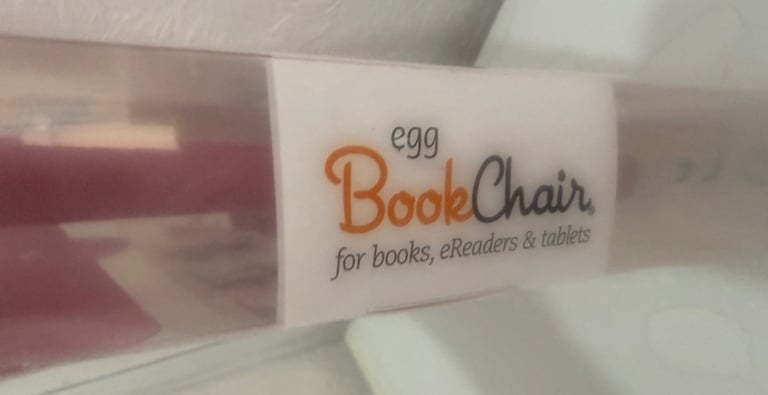 egg
BookChair®
for books, eReaders & tablets